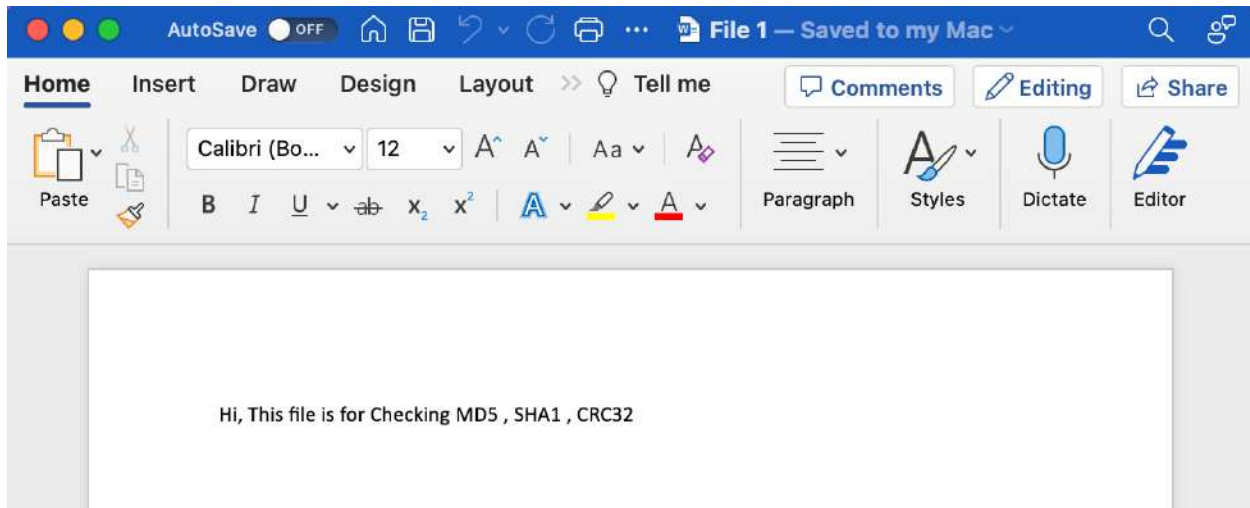 AutoSave OFF File 1 — Saved to my Mac
Home Insert Draw Design Layout Tell me Comments Editing Share
Paste Calibri (Bo... 12 A A Aa A Paragraph Styles Dictate Editor
B I U ab x₂ x² A A
Hi, This file is for Checking MD5 , SHA1 , CRC32